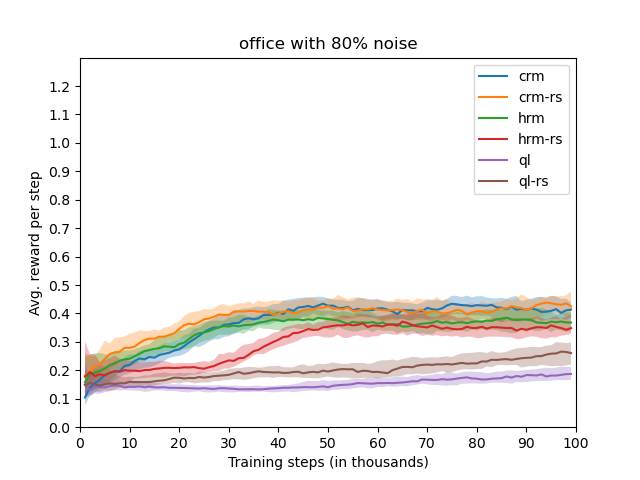 office with 80% noise
Avg. reward per step
1.2
1.1
1.0
0.9
0.8
0.7
0.6
0.5
0.4
0.3
0.2
0.1
0.0
crm
crm-rs
hrm
hrm-rs
ql
ql-rs
0 10 20 30 40 50 60 70 80 90 100
Training steps (in thousands)